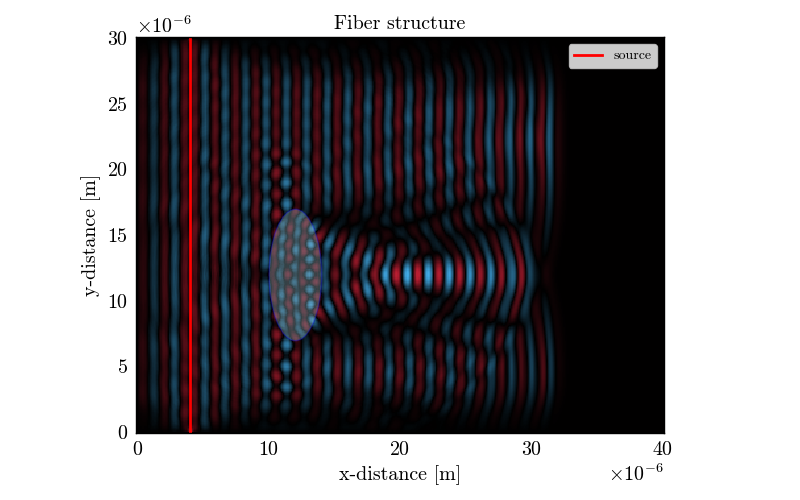 Fiber structure
×10⁻⁶
30
25
20
15
10
5
0
y-distance [m]
source
0 10 20 30 40
x-distance [m]
×10⁻⁶